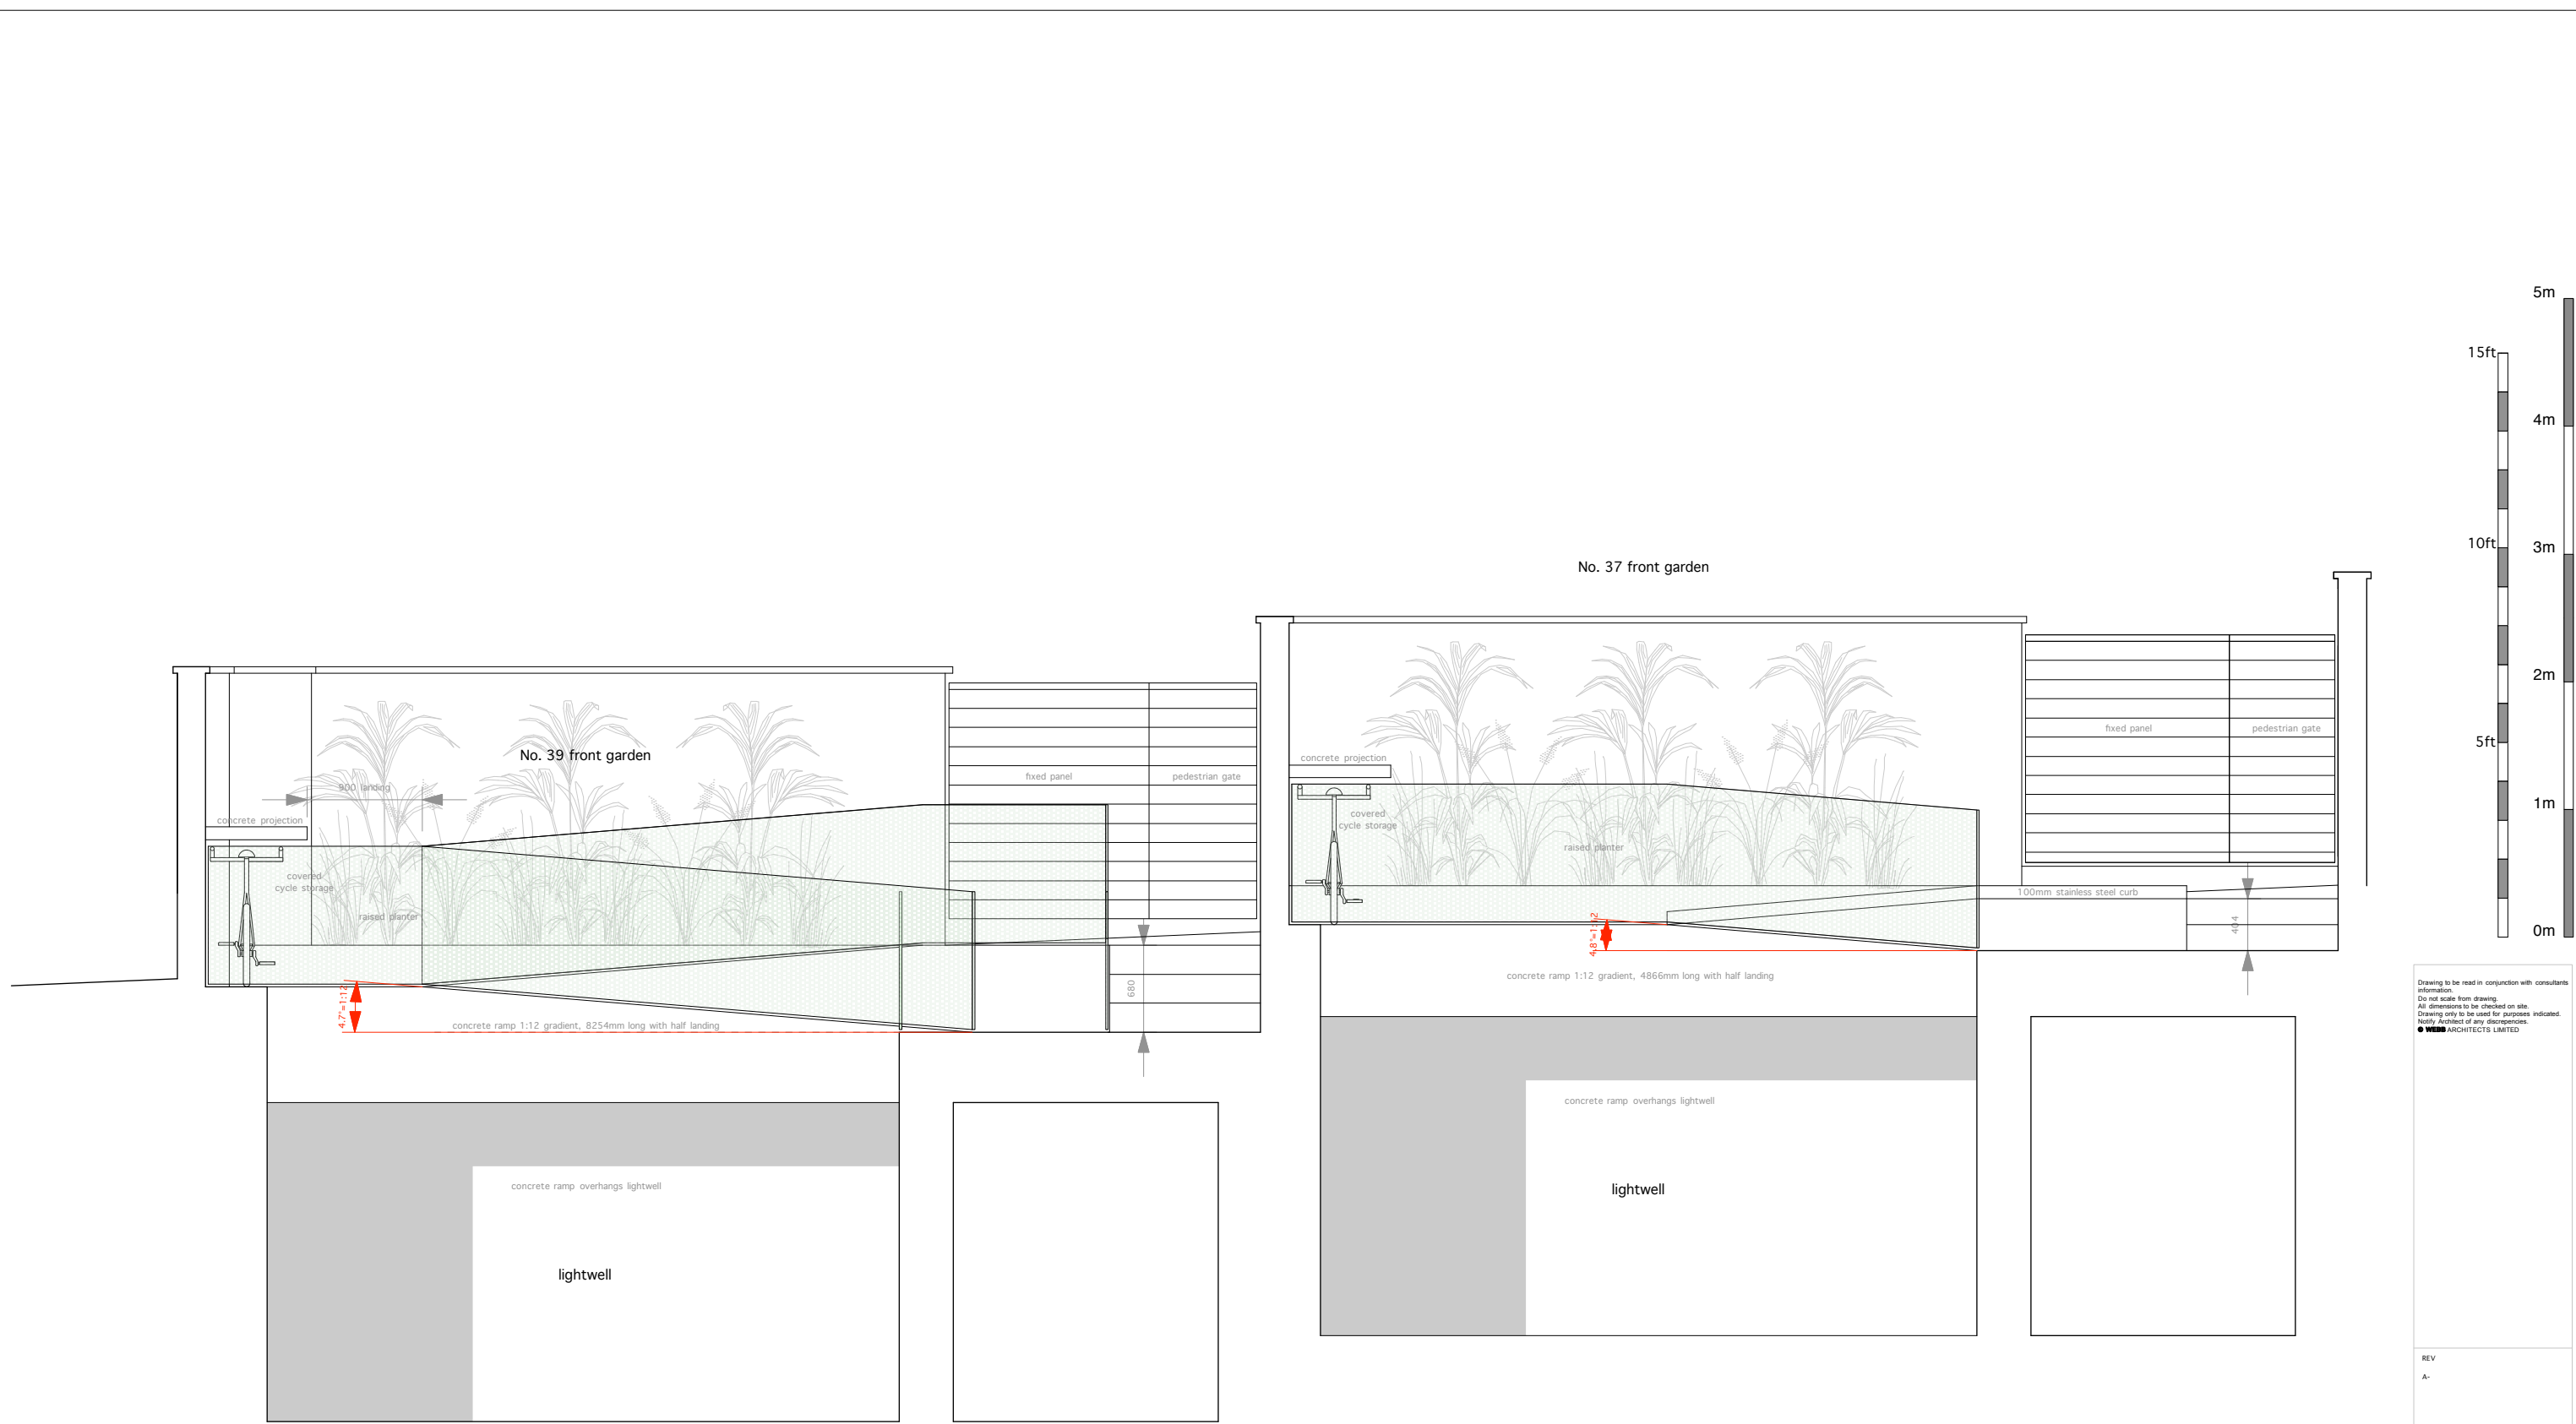 No. 39 front garden
900 landing
concrete projection
covered
cycle storage
raised planter
fixed panel
pedestrian gate
4.7°=1:12
concrete ramp 1:12 gradient, 8254mm long with half landing
680
concrete ramp overhangs lightwell
lightwell
No. 37 front garden
concrete projection
covered
cycle storage
raised planter
fixed panel
pedestrian gate
100mm stainless steel curb
404
4.8°=1:12
concrete ramp 1:12 gradient, 4866mm long with half landing
concrete ramp overhangs lightwell
lightwell
15ft
10ft
5ft
5m
4m
3m
2m
1m
0m
Drawing to be read in conjunction with consultants
information.
Do not scale from drawing.
All dimensions to be checked on site.
Drawing only to be used for purposes indicated.
Notify Architect of any discrepencies.
© WEBB ARCHITECTS LIMITED
REV
A-